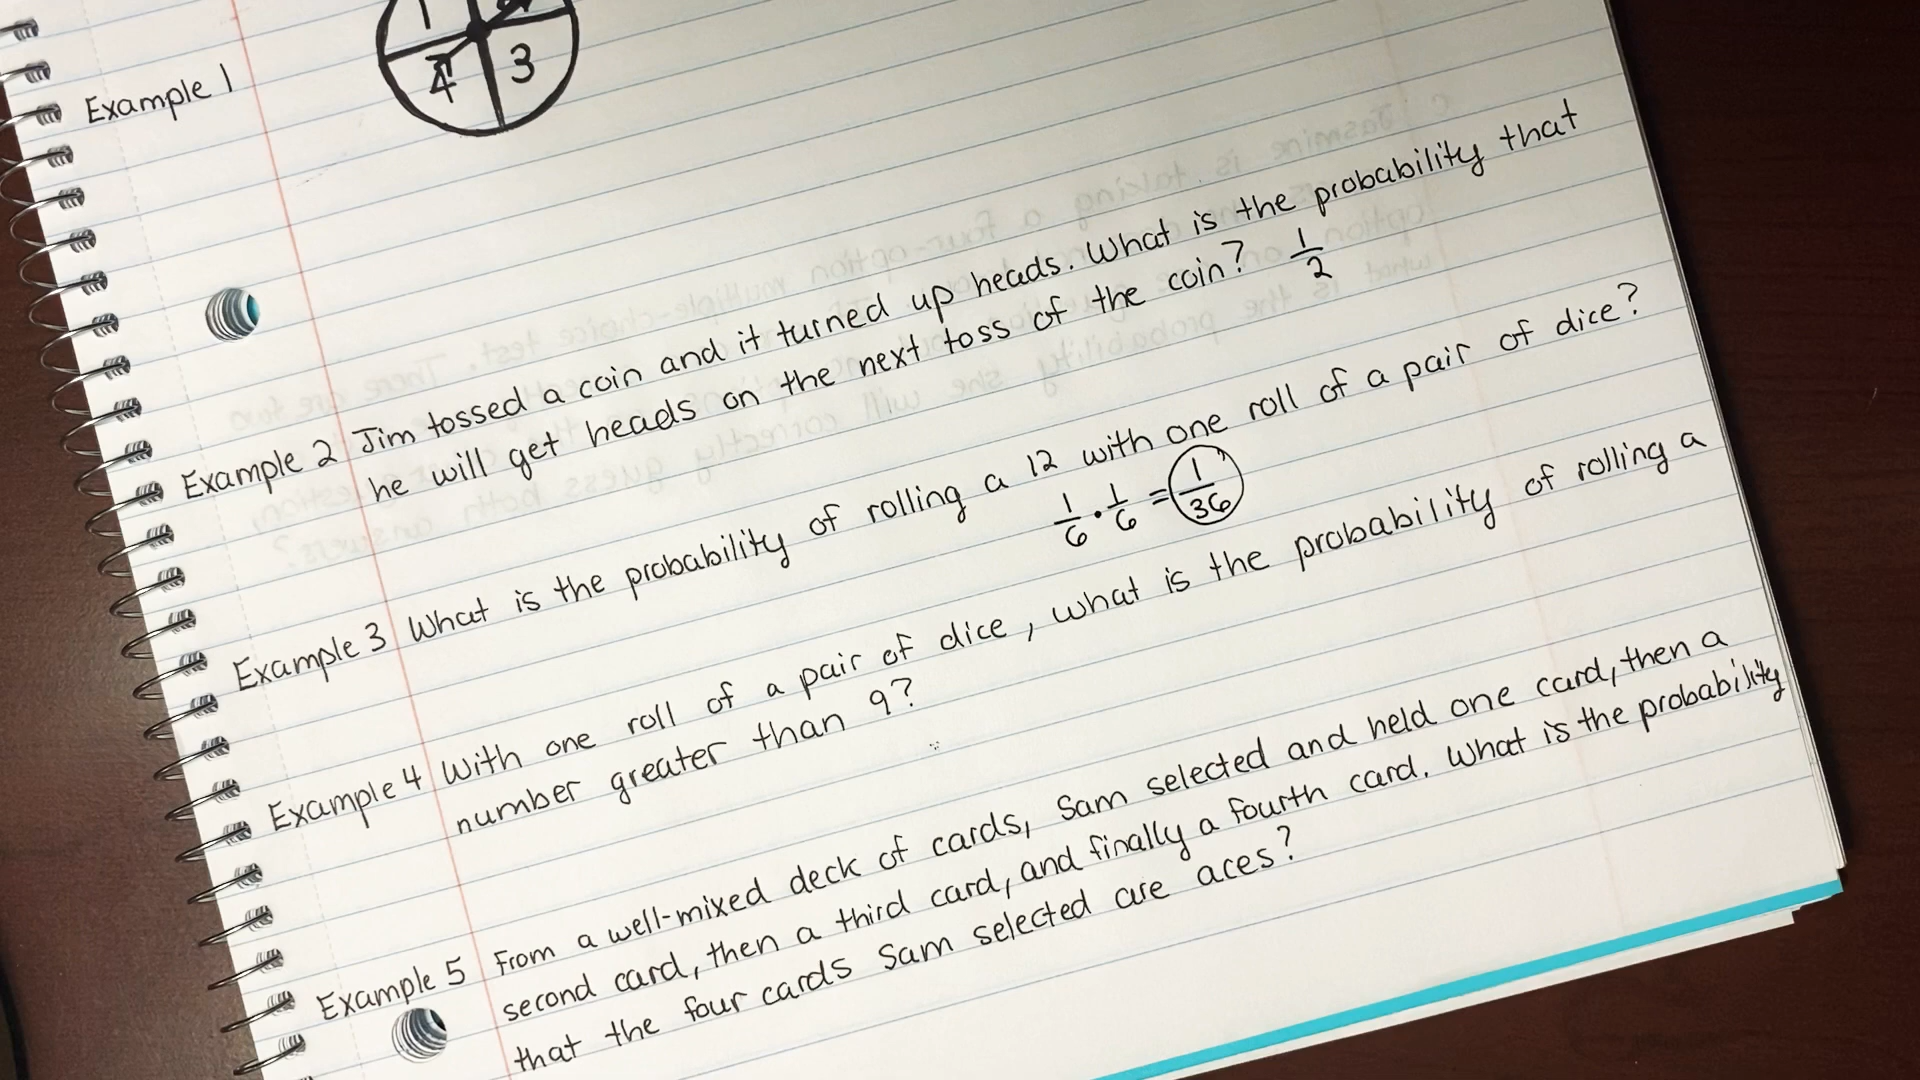 1
4 3
Example 1
Example 2 Jim tossed a coin and it turned up heads. What is the probability that
he will get heads on the next toss of the coin? 1/2
Example 3 What is the probability of rolling a 12 with one roll of a pair of dice?
1/6 · 1/6 = 1/36
Example 4 With one roll of a pair of dice, what is the probability of rolling a
number greater than 9?
Example 5 From a well-mixed deck of cards, Sam selected and held one card, then a
second card, then a third card, and finally a fourth card. What is the probability
that the four cards Sam selected are aces?